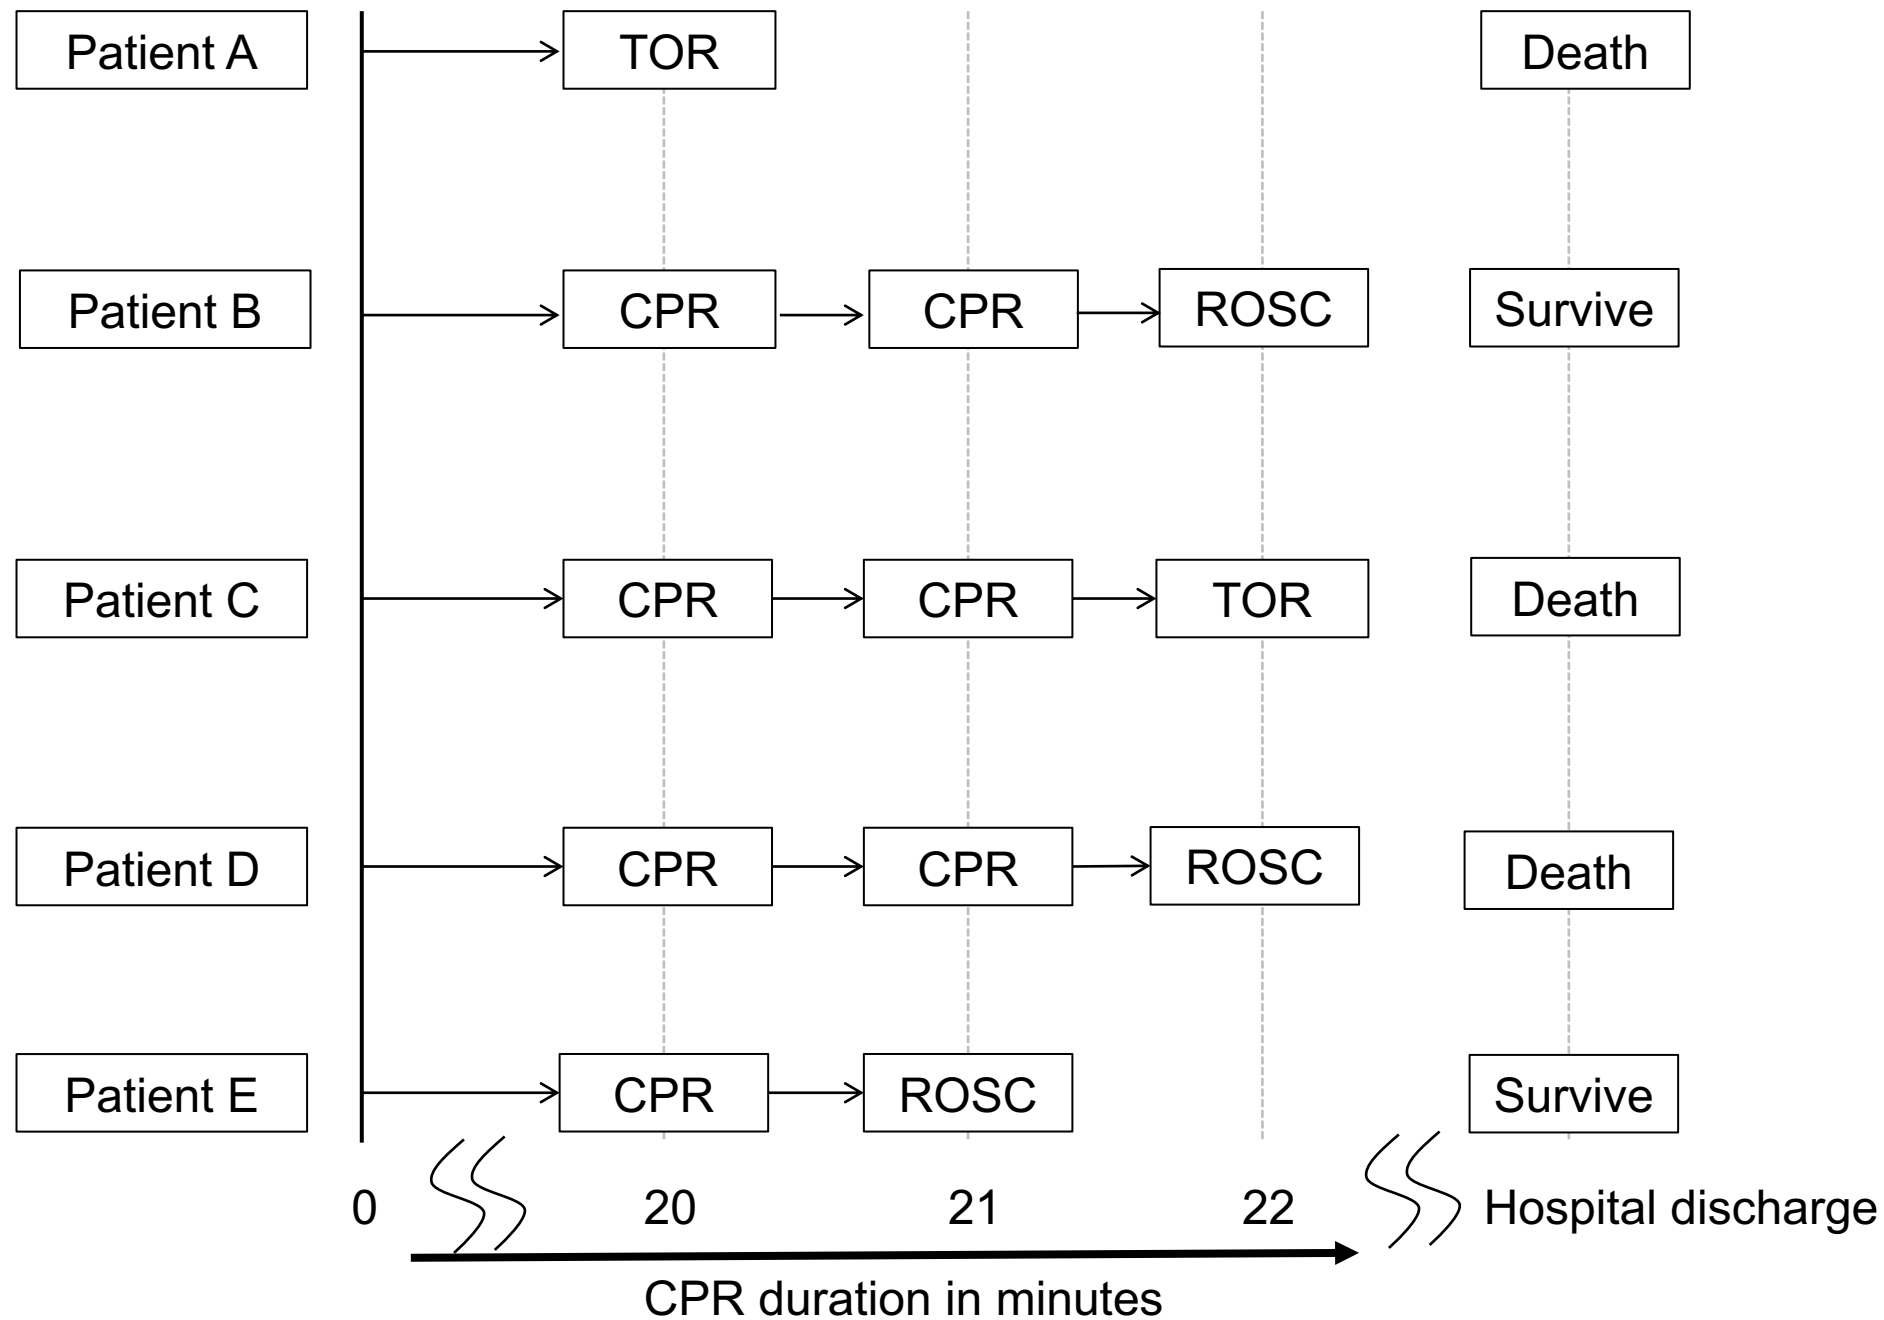 Patient A TOR Death
Patient B CPR CPR ROSC Survive
Patient C CPR CPR TOR Death
Patient D CPR CPR ROSC Death
Patient E CPR ROSC Survive
0 20 21 22 Hospital discharge
CPR duration in minutes